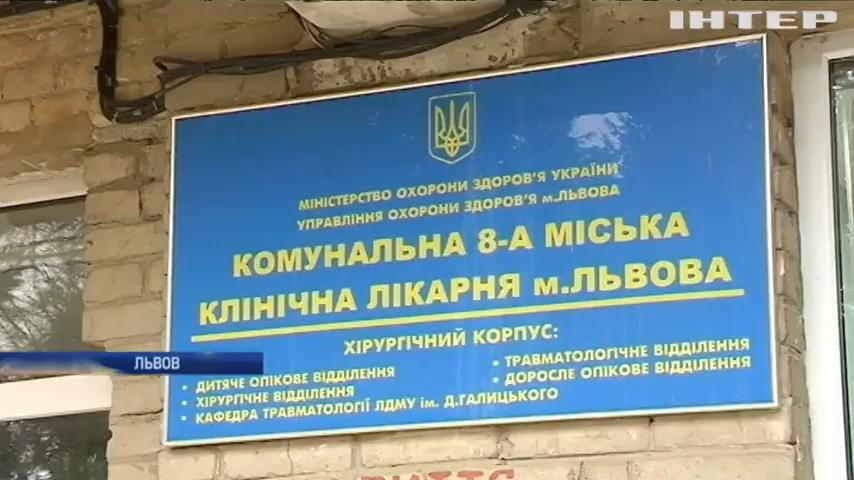 ІНТЕР
МІНІСТЕРСТВО ОХОРОНИ ЗДОРОВ'Я УКРАЇНИ
УПРАВЛІННЯ ОХОРОНИ ЗДОРОВ'Я м.ЛЬВОВА
КОМУНАЛЬНА 8-А МІСЬКА
КЛІНІЧНА ЛІКАРНЯ м.ЛЬВОВА
ХІРУРГІЧНИЙ КОРПУС:
• ДИТЯЧЕ ОПІКОВЕ ВІДДІЛЕННЯ
• ХІРУРГІЧНЕ ВІДДІЛЕННЯ
• КАФЕДРА ТРАВМАТОЛОГІЇ ЛДМУ ім. Д.ГАЛИЦЬКОГО
• ТРАВМАТОЛОГІЧНЕ ВІДДІЛЕННЯ
• ДОРОСЛЕ ОПІКОВЕ ВІДДІЛЕННЯ
ЛЬВОВ